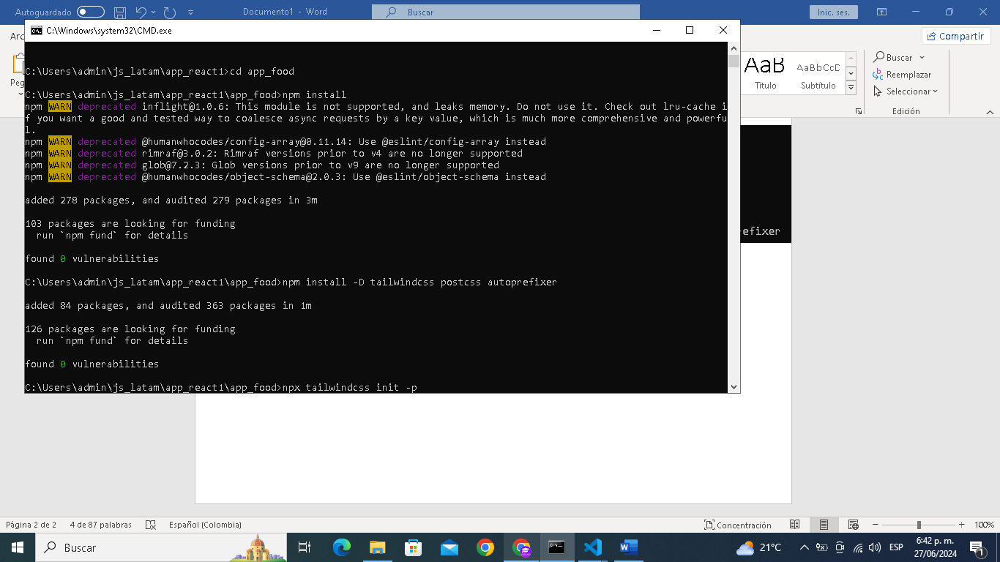 Autoguardado
Documento1 - Word
Buscar
Inic. ses.
C:\Windows\system32\CMD.exe
Compartir
C:\Users\admin\js_latam\app_react1>cd app_food
C:\Users\admin\js_latam\app_react1\app_food>npm install
npm WARN deprecated inflight@1.0.6: This module is not supported, and leaks memory. Do not use it. Check out lru-cache i
f you want a good and tested way to coalesce async requests by a key value, which is much more comprehensive and powerfu
l.
npm WARN deprecated @humanwhocodes/config-array@0.11.14: Use @eslint/config-array instead
npm WARN deprecated rimraf@3.0.2: Rimraf versions prior to v4 are no longer supported
npm WARN deprecated glob@7.2.3: Glob versions prior to v9 are no longer supported
npm WARN deprecated @humanwhocodes/object-schema@2.0.3: Use @eslint/object-schema instead
added 278 packages, and audited 279 packages in 3m
103 packages are looking for funding
run `npm fund` for details
found 0 vulnerabilities
C:\Users\admin\js_latam\app_react1\app_food>npm install -D tailwindcss postcss autoprefixer
added 84 packages, and audited 363 packages in 1m
126 packages are looking for funding
run `npm fund` for details
found 0 vulnerabilities
C:\Users\admin\js_latam\app_react1\app_food>npx tailwindcss init -p
AaB
AaBbCcD
Título
Subtítulo
Buscar
Reemplazar
Seleccionar
Edición
efixer
Página 2 de 2
4 de 87 palabras
Español (Colombia)
Concentración
100%
Buscar
21°C
ESP
6:42 p. m.
27/06/2024
1